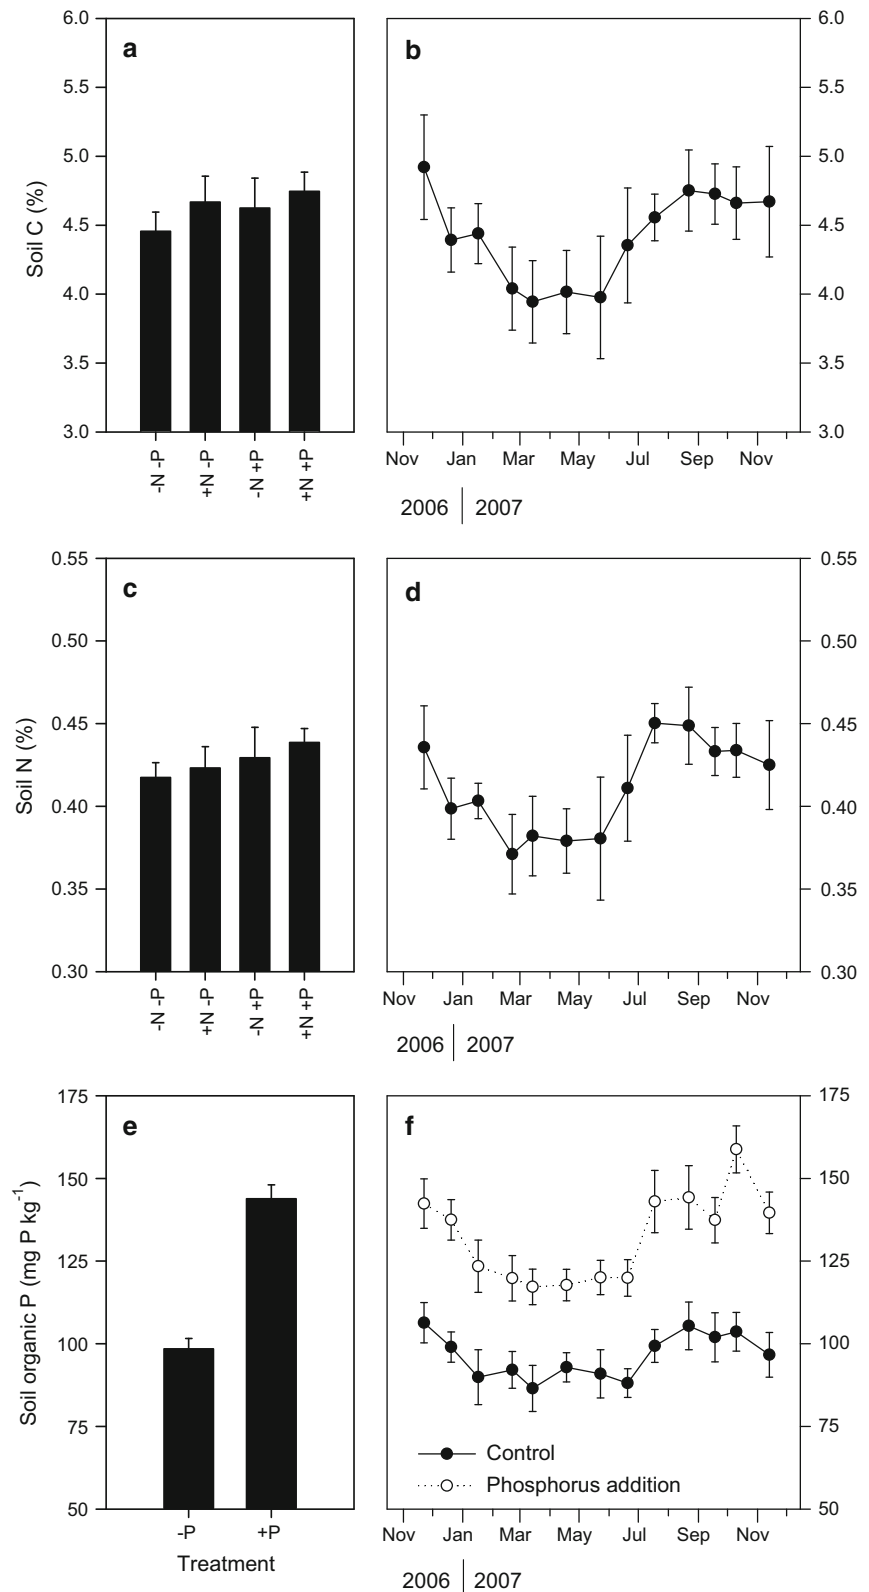 a
b
6.0
5.5
5.0
4.5
4.0
3.5
3.0
Soil C (%)
-N -P
+N -P
-N +P
+N +P
6.0
5.5
5.0
4.5
4.0
3.5
3.0
Nov Jan Mar May Jul Sep Nov
2006 2007
c
d
0.55
0.50
0.45
0.40
0.35
0.30
Soil N (%)
-N -P
+N -P
-N +P
+N +P
0.55
0.50
0.45
0.40
0.35
0.30
Nov Jan Mar May Jul Sep Nov
2006 2007
e
f
175
150
125
100
75
50
Soil organic P (mg P kg⁻¹)
-P +P
Treatment
175
150
125
100
75
50
Control
Phosphorus addition
Nov Jan Mar May Jul Sep Nov
2006 2007